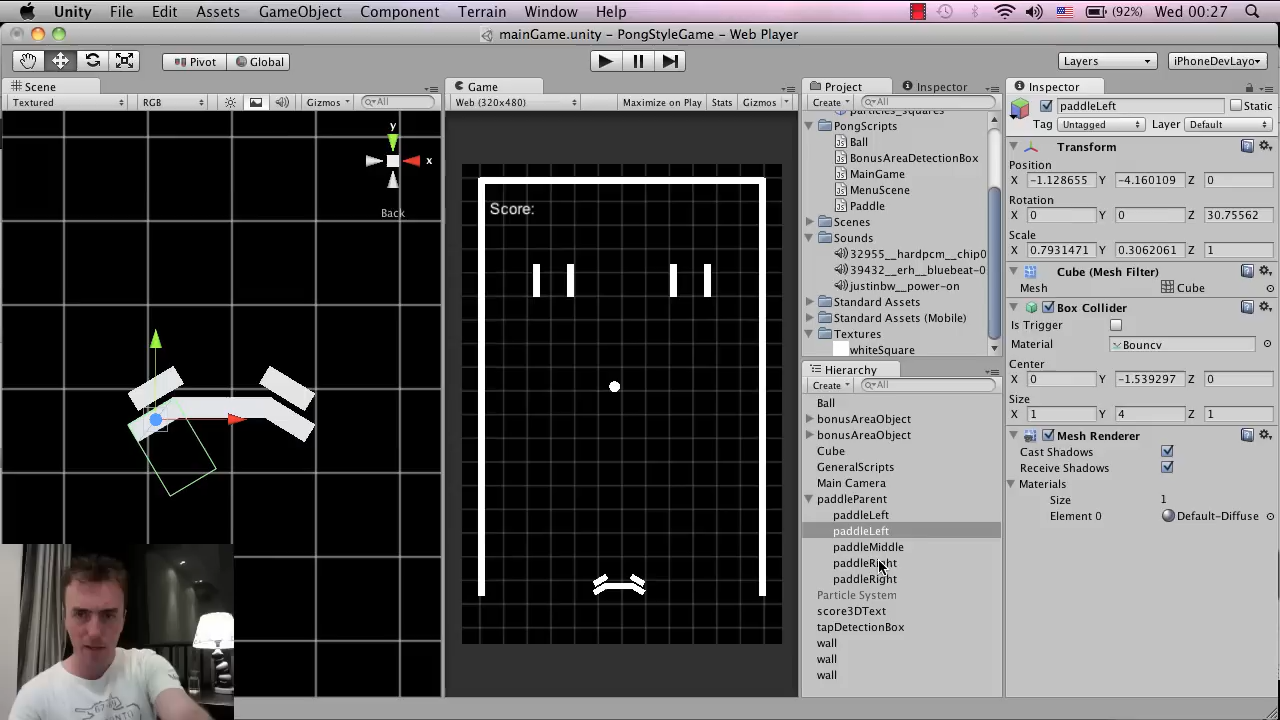 Unity File Edit Assets GameObject Component Terrain Window Help (92%) Wed 00:27
mainGame.unity – PongStyleGame – Web Player
Pivot Global Layers iPhoneDevLayo
Scene
Textured RGB Gizmos All
y
x
Back
Game
Web (320x480) Maximize on Play Stats Gizmos
Score:
Project Inspector
Create All
particles_squares
PongScripts
Ball
BonusAreaDetectionBox
MainGame
MenuScene
Paddle
Scenes
Sounds
32955__hardpcm__chip0
39432__erh__bluebeat-0
justinbw__power-on
Standard Assets
Standard Assets (Mobile)
Textures
whiteSquare
Hierarchy
Create All
Ball
bonusAreaObject
bonusAreaObject
Cube
GeneralScripts
Main Camera
paddleParent
paddleLeft
paddleLeft
paddleMiddle
paddleRight
paddleRight
Particle System
score3DText
tapDetectionBox
wall
wall
wall
Inspector
paddleLeft Static
Tag Untagged Layer Default
Transform
Position
X -1.128655 Y -4.160109 Z 0
Rotation
X 0 Y 0 Z 30.75562
Scale
X 0.7931471 Y 0.3062061 Z 1
Cube (Mesh Filter)
Mesh Cube
Box Collider
Is Trigger
Material Bouncy
Center
X 0 Y -1.539297 Z 0
Size
X 1 Y 4 Z 1
Mesh Renderer
Cast Shadows
Receive Shadows
Materials
Size 1
Element 0 Default-Diffuse